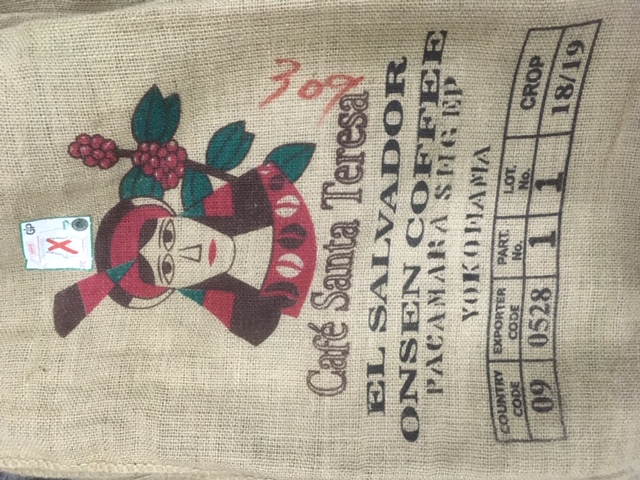 307
Café Santa Teresa
EL SALVADOR
ONSEN COFFEE
PACAMARA SHG EP
YOKOHAMA
COUNTRY CODE EXPORTER CODE PART. No. LOT. No. CROP
09 0528 1 1 18/19
X